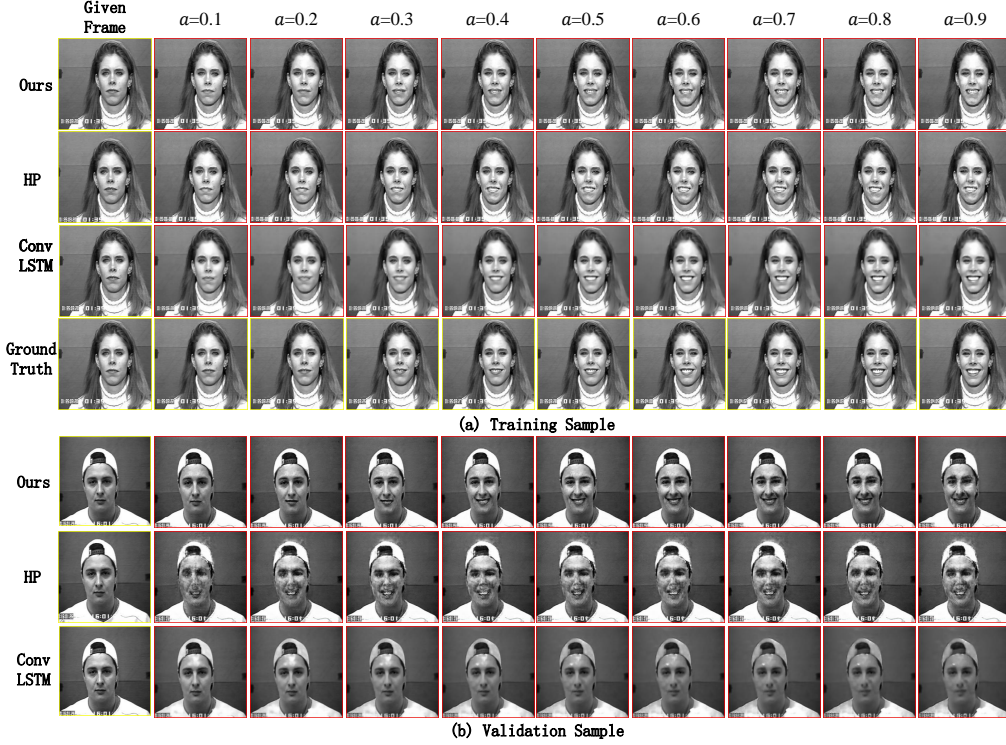 Given
Frame
a=0.1 a=0.2 a=0.3 a=0.4 a=0.5 a=0.6 a=0.7 a=0.8 a=0.9
Ours
HP
Conv
LSTM
Ground
Truth
(a) Training Sample
Ours
HP
Conv
LSTM
(b) Validation Sample